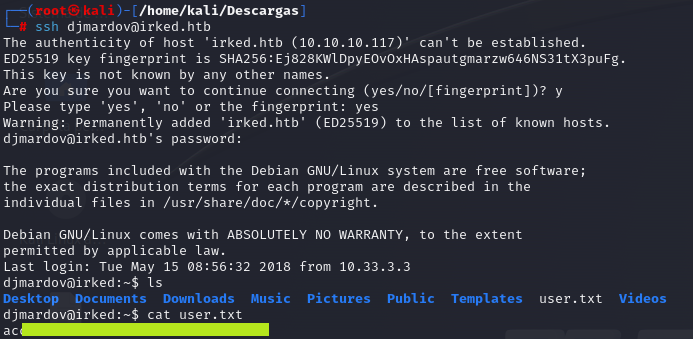 ┌──(root㉿kali)-[/home/kali/Descargas]
└─# ssh djmardov@irked.htb
The authenticity of host 'irked.htb (10.10.10.117)' can't be established.
ED25519 key fingerprint is SHA256:Ej828KWlDpyEOvOxHAspautgmarzw646NS31tX3puFg.
This key is not known by any other names.
Are you sure you want to continue connecting (yes/no/[fingerprint])? y
Please type 'yes', 'no' or the fingerprint: yes
Warning: Permanently added 'irked.htb' (ED25519) to the list of known hosts.
djmardov@irked.htb's password:
The programs included with the Debian GNU/Linux system are free software;
the exact distribution terms for each program are described in the
individual files in /usr/share/doc/*/copyright.
Debian GNU/Linux comes with ABSOLUTELY NO WARRANTY, to the extent
permitted by applicable law.
Last login: Tue May 15 08:56:32 2018 from 10.33.3.3
djmardov@irked:~$ ls
Desktop Documents Downloads Music Pictures Public Templates user.txt Videos
djmardov@irked:~$ cat user.txt